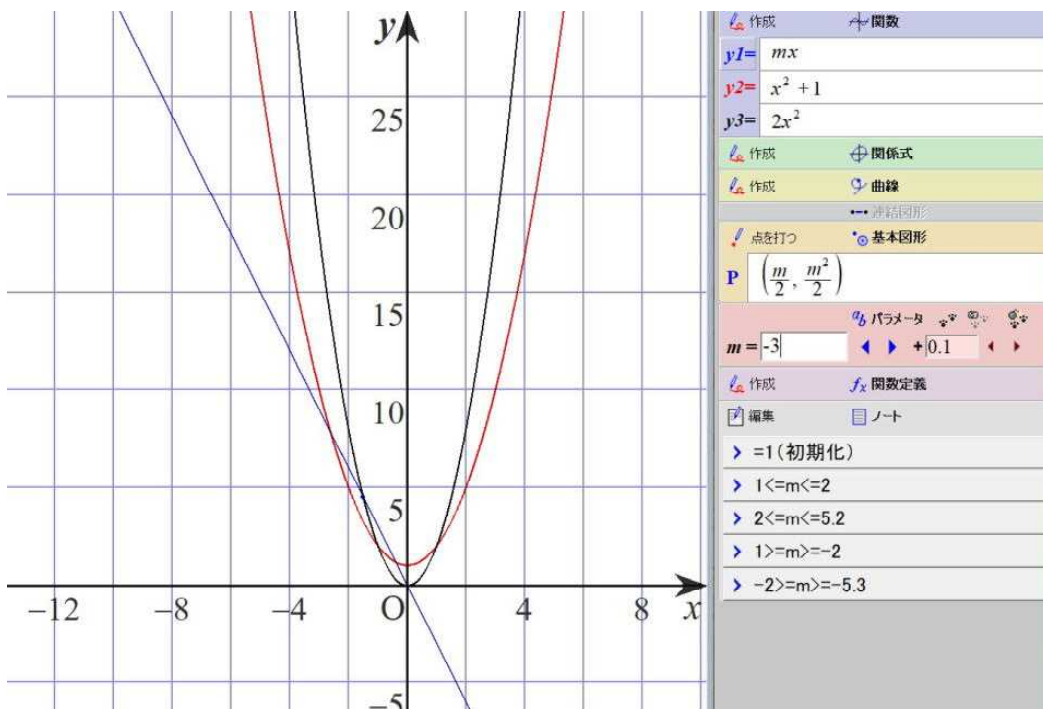 y
25
20
15
10
5
−12
−8
−4
O
4
8
x
−5
作成 関数
y1= mx
y2= x² +1
y3= 2x²
作成 関係式
作成 曲線
連結図形
点を打つ 基本図形
P (m/2, m²/2)
ab パラメータ
m = -3 +0.1
作成 fx 関数定義
編集 ノート
> =1(初期化)
> 1<=m<=2
> 2<=m<=5.2
> 1>=m>=-2
> -2>=m>=-5.3